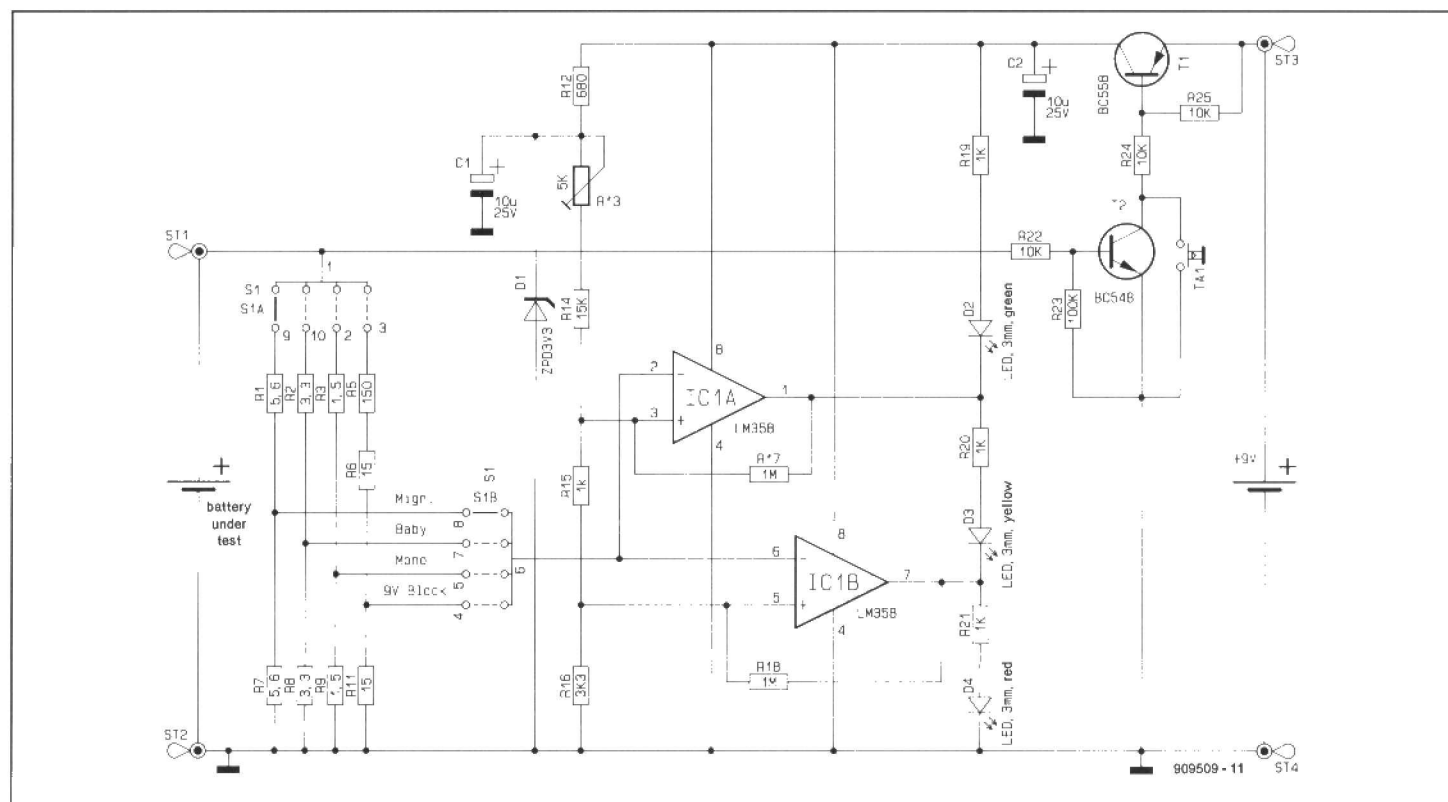 ST3
T1
BC558
C2
+
10u
25V
R25
10K
R24
10K
R12
680
R19
1K
C1
+
10u
25V
5K
R*3
T2
R22
10K
BC548
TA1
R23
100K
ST1
1
S1
S1A
9
10
2
3
D1
ZPD3V3
R14
15K
D2
LED, 3mm, green
R1
5,6
R2
3,3
R3
1,5
R5
150
2
-
3
+
8
IC1A
4
1
LM358
R6
15
R15
1k
R*7
1M
R20
1K
+
battery
under
test
+9V
+
Mign.
Baby
Mono
9V Block
8
7
5
4
S1
S1B
6
D3
LED, 3mm, yellow
6
-
5
+
8
IC1B
4
7
LM358
R21
1K
R7
5,6
R8
3,3
R9
1,5
R11
15
R16
3K3
R18
1M
D4
LED, 3mm, red
ST2
909509 - 11
ST4